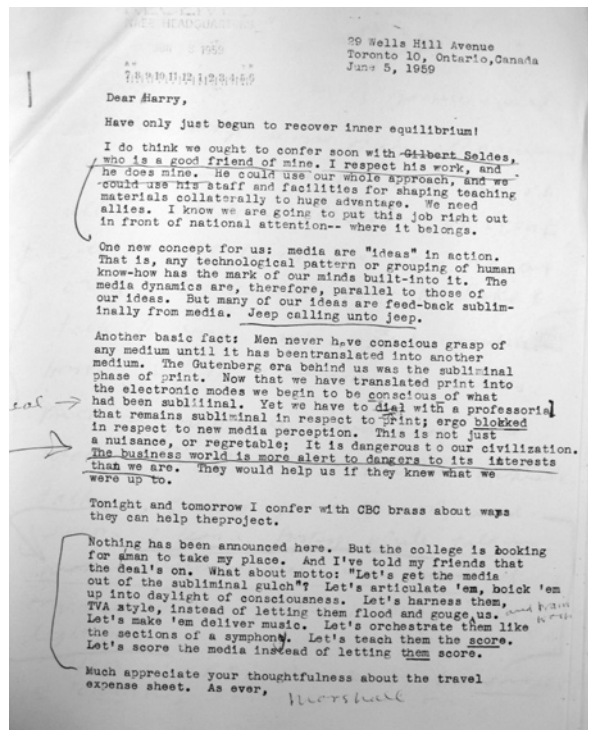 1959
7.8.9.10.11.12.1.2.3.4.5.6
29 Wells Hill Avenue
Toronto 10, Ontario,Canada
June 5, 1959
Dear Harry,
Have only just begun to recover inner equilibrium!
I do think we ought to confer soon with Gilbert Seldes,
who is a good friend of mine. I respect his work, and
he does mine. He could use our whole approach, and we
could use his staff and facilities for shaping teaching
materials collaterally to huge advantage. We need
allies. I know we are going to put this job right out
in front of national attention-- where it belongs.
One new concept for us: media are "ideas" in action.
That is, any technological pattern or grouping of human
know-how has the mark of our minds built-into it. The
media dynamics are, therefore, parallel to those of
our ideas. But many of our ideas are feed-back sublim-
inally from media. Jeep calling unto jeep.
Another basic fact: Men never have conscious grasp of
any medium until it has beentranslated into another
medium. The Gutenberg era behind us was the subliminal
phase of print. Now that we have translated print into
the electronic modes we begin to be conscious of what
had been subliiinal. Yet we have to dial with a professorial
that remains subliminal in respect to print; ergo blokked
in respect to new media perception. This is not just
a nuisance, or regretable; It is dangerous t o our civilization.
The business world is more alert to dangers to its interests
than we are. They would help us if they knew what we
were up to.
Tonight and tomorrow I confer with CBC brass about ways
they can help theproject.
Nothing has been announced here. But the college is booking
for aman to take my place. And I've told my friends that
the deal's on. What about motto: "Let's get the media
out of the subliminal gulch"? Let's articulate 'em, boick 'em
up into daylight of consciousness. Let's harness them,
TVA style, instead of letting them flood and gouge us.
Let's make 'em deliver music. Let's orchestrate them like
the sections of a symphony. Let's teach them the score.
Let's score the media instead of letting them score.
Much appreciate your thoughtfulness about the travel
expense sheet. As ever,
Marshall